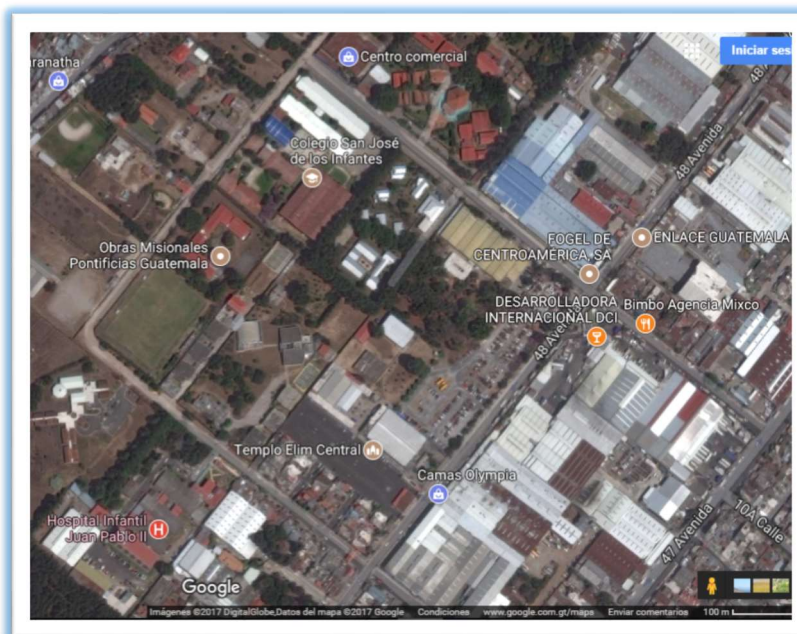 Iniciar ses
aranatha
Centro comercial
48 Avenida
Colegio San José
de los Infantes
Obras Misionales
Pontificias Guatemala
FOGEL DE
CENTROAMÉRICA, SA
ENLACE GUATEMALA
DESARROLLADORA
INTERNACIONAL DCI
Bimbo Agencia Mixco
48 Avenida
Templo Elim Central
Camas Olympia
47 Avenida
10A Calle
Hospital Infantil
Juan Pablo II
Google
Imágenes ©2017 DigitalGlobe,Datos del mapa ©2017 Google Condiciones www.google.com.gt/maps Enviar comentarios 100 m